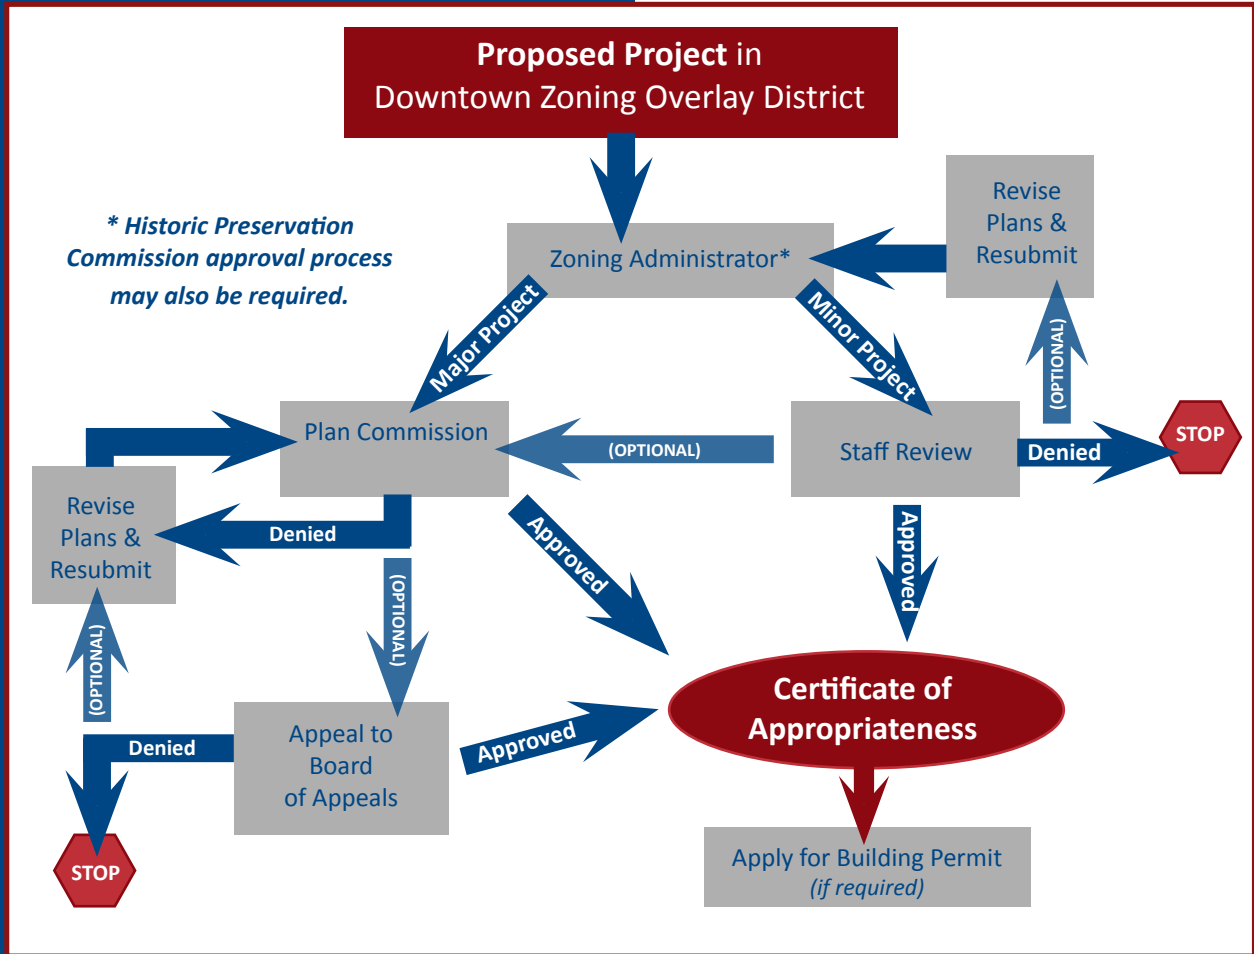 Proposed Project in
Downtown Zoning Overlay District
* Historic Preservation
Commission approval process
may also be required.
Zoning Administrator*
Revise
Plans &
Resubmit
Major Project
Minor Project
(OPTIONAL)
Plan Commission
(OPTIONAL)
Staff Review
Denied
STOP
Revise
Plans &
Resubmit
Denied
Approved
Approved
(OPTIONAL)
(OPTIONAL)
Denied
Appeal to
Board
of Appeals
Approved
Certificate of
Appropriateness
STOP
Apply for Building Permit
(if required)